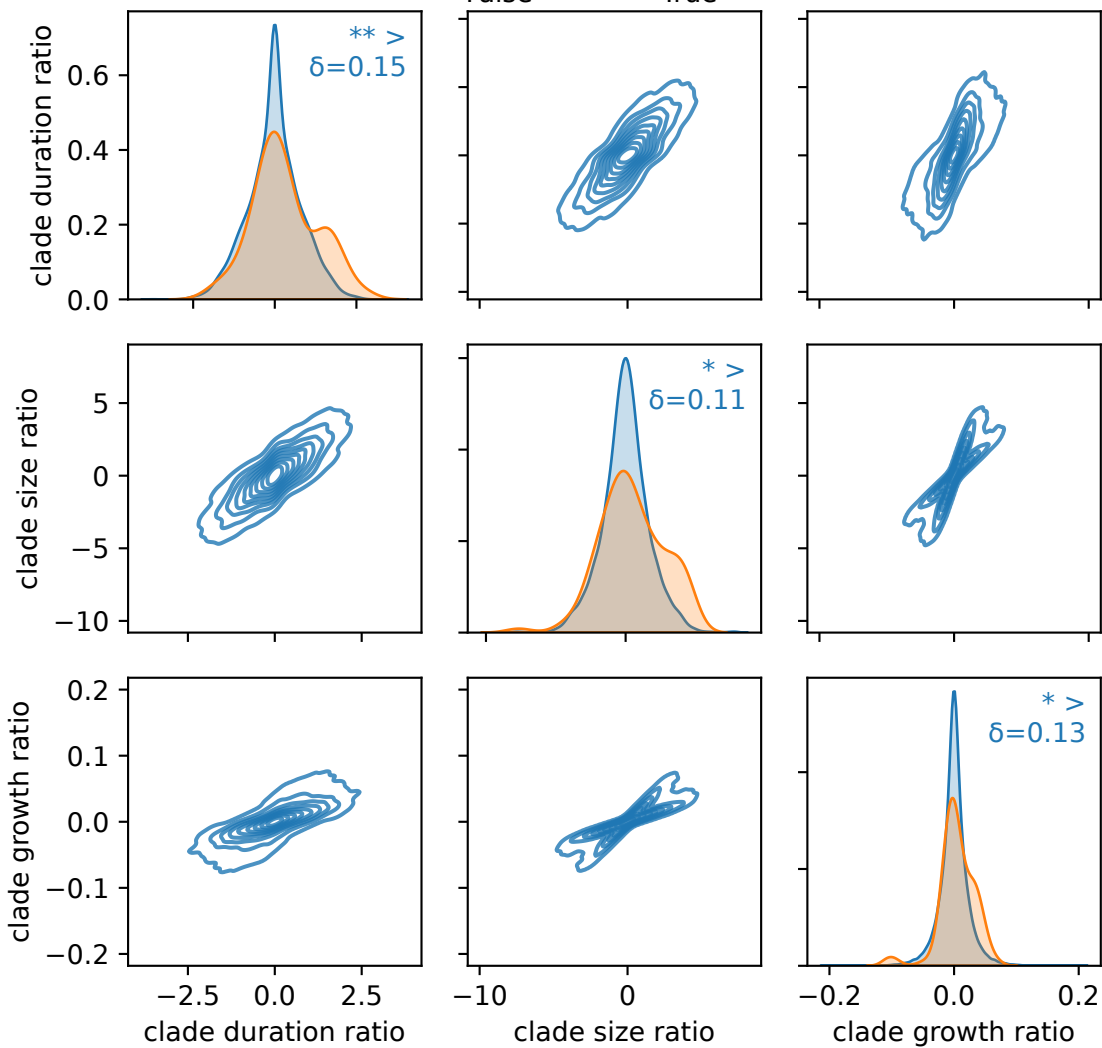 clade duration ratio
0.6
0.4
0.2
0.0
** >
δ=0.15
clade size ratio
5
0
−5
−10
* >
δ=0.11
clade growth ratio
0.2
0.1
0.0
−0.1
−0.2
* >
δ=0.13
−2.5 0.0 2.5
−10 0
−0.2 0.0 0.2
clade duration ratio
clade size ratio
clade growth ratio